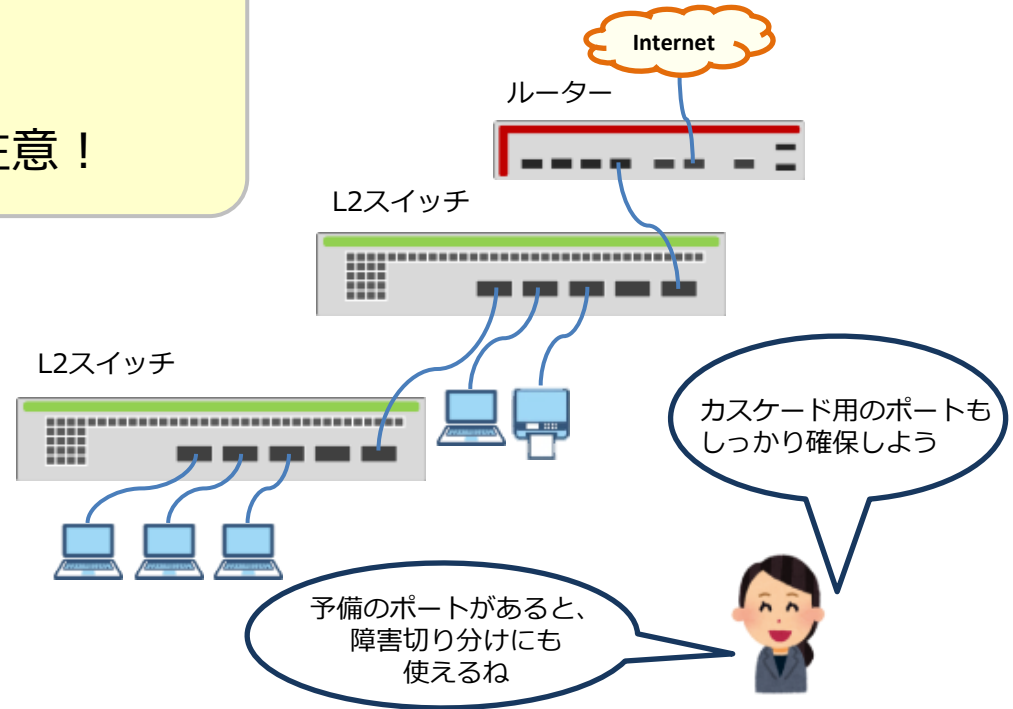 Internet
ルーター
注意！
L2スイッチ
L2スイッチ
カスケード用のポートも
しっかり確保しよう
予備のポートがあると、
障害切り分けにも
使えるね